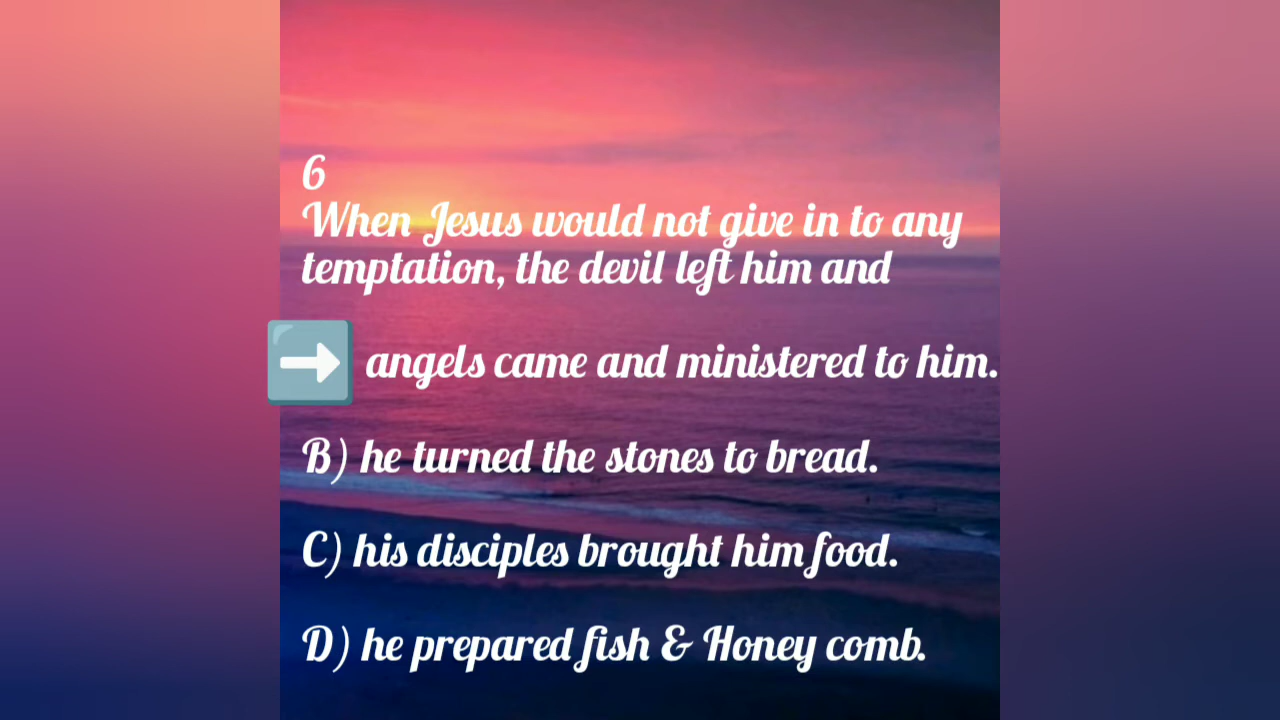 6
When Jesus would not give in to any
temptation, the devil left him and
➡️ angels came and ministered to him.
B) he turned the stones to bread.
C) his disciples brought him food.
D) he prepared fish & Honey comb.